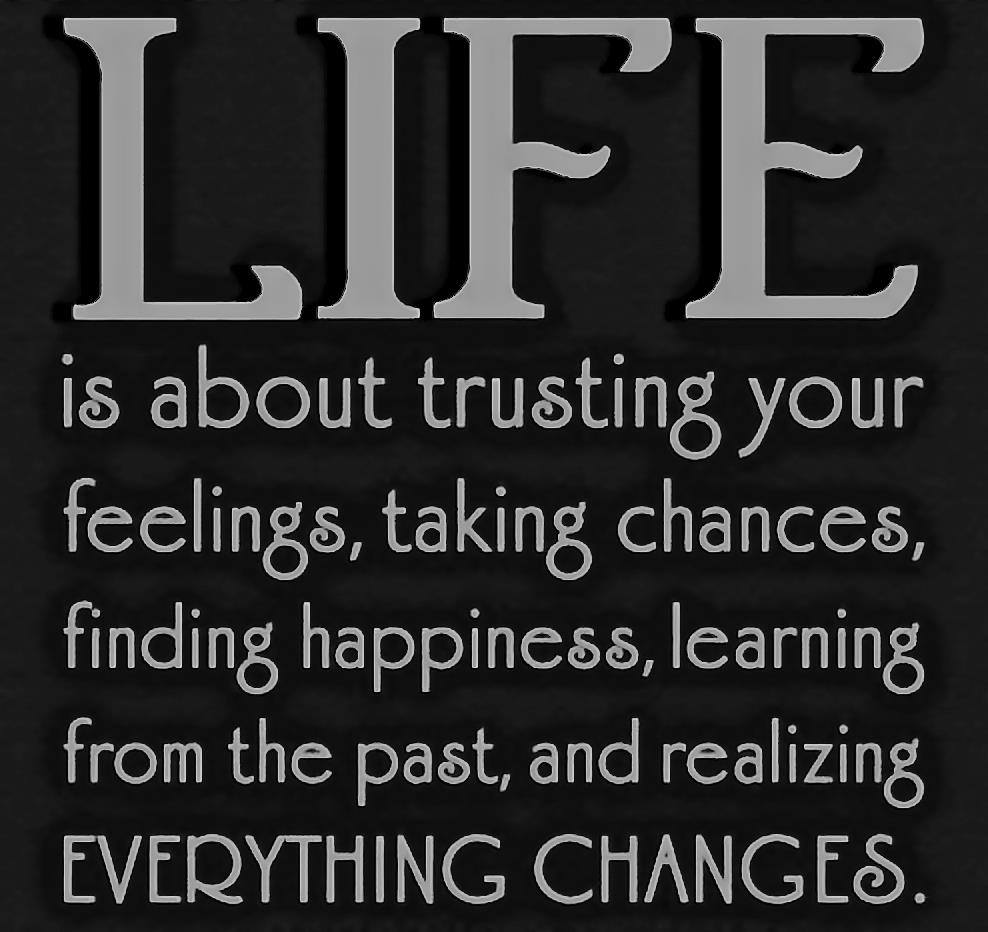 LIFE
is about trusting your
feelings, taking chances,
finding happiness, learning
from the past, and realizing
EVERYTHING CHANGES.